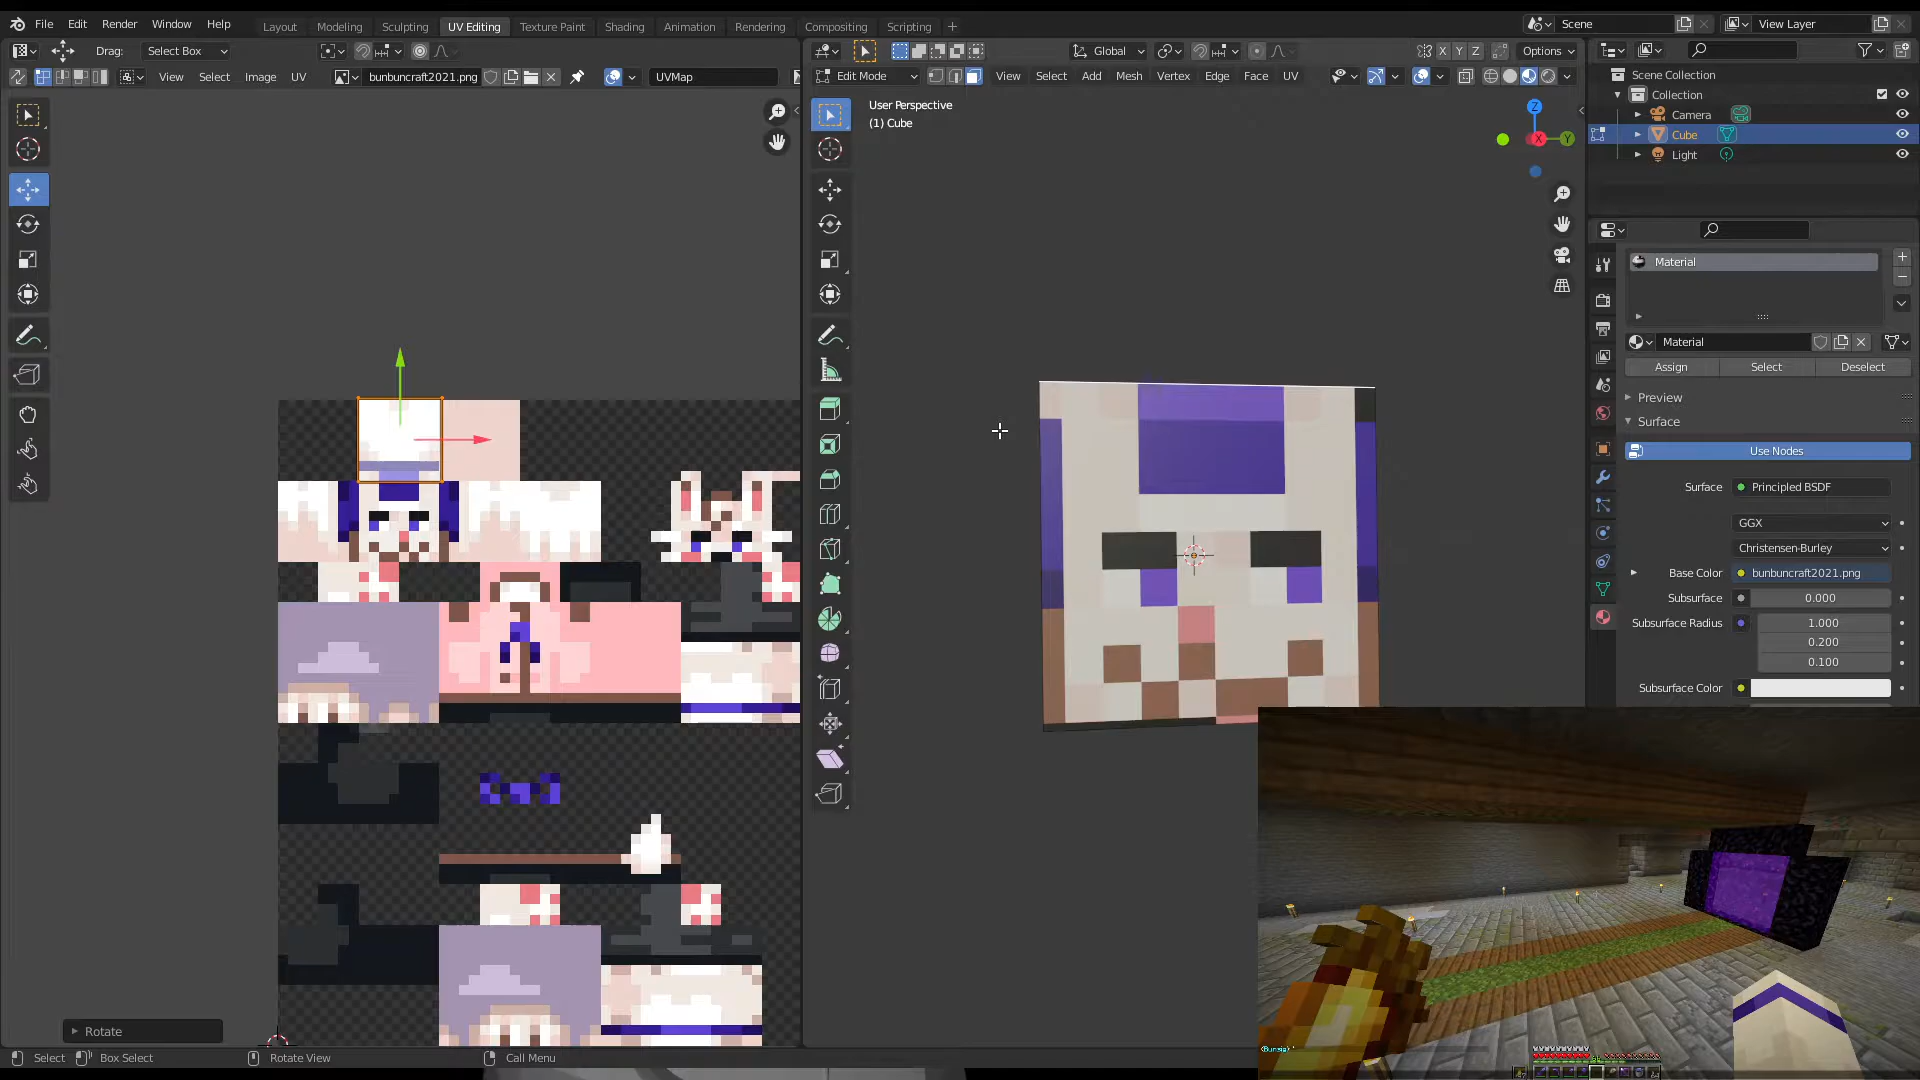 File Edit Render Window Help
Layout Modeling Sculpting UV Editing Texture Paint Shading Animation Rendering Compositing Scripting
Scene View Layer
Drag: Select Box
Global Options
View Select Image UV bunbuncraft2021.png UVMap
Edit Mode View Select Add Mesh Vertex Edge Face UV
X Y Z
User Perspective
(1) Cube
Z
X
Y
Scene Collection
Collection
Camera
Cube
Light
Material
Material
Assign Select Deselect
Preview
Surface
Use Nodes
Surface Principled BSDF
GGX
Christensen-Burley
Base Color bunbuncraft2021.png
Subsurface 0.000
Subsurface Radius 1.000
0.200
0.100
Subsurface Color
Rotate
Select Box Select Rotate View Call Menu